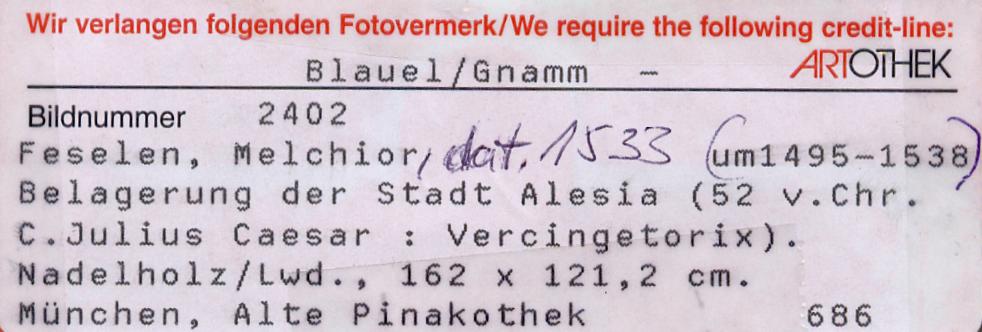 Wir verlangen folgenden Fotovermerk/We require the following credit-line:
Blauel/Gnamm – ARTOTHEK
Bildnummer 2402
Feselen, Melchior, dat. 1533 (um1495-1538)
Belagerung der Stadt Alesia (52 v.Chr.
C.Julius Caesar : Vercingetorix).
Nadelholz/Lwd., 162 x 121,2 cm.
München, Alte Pinakothek 686